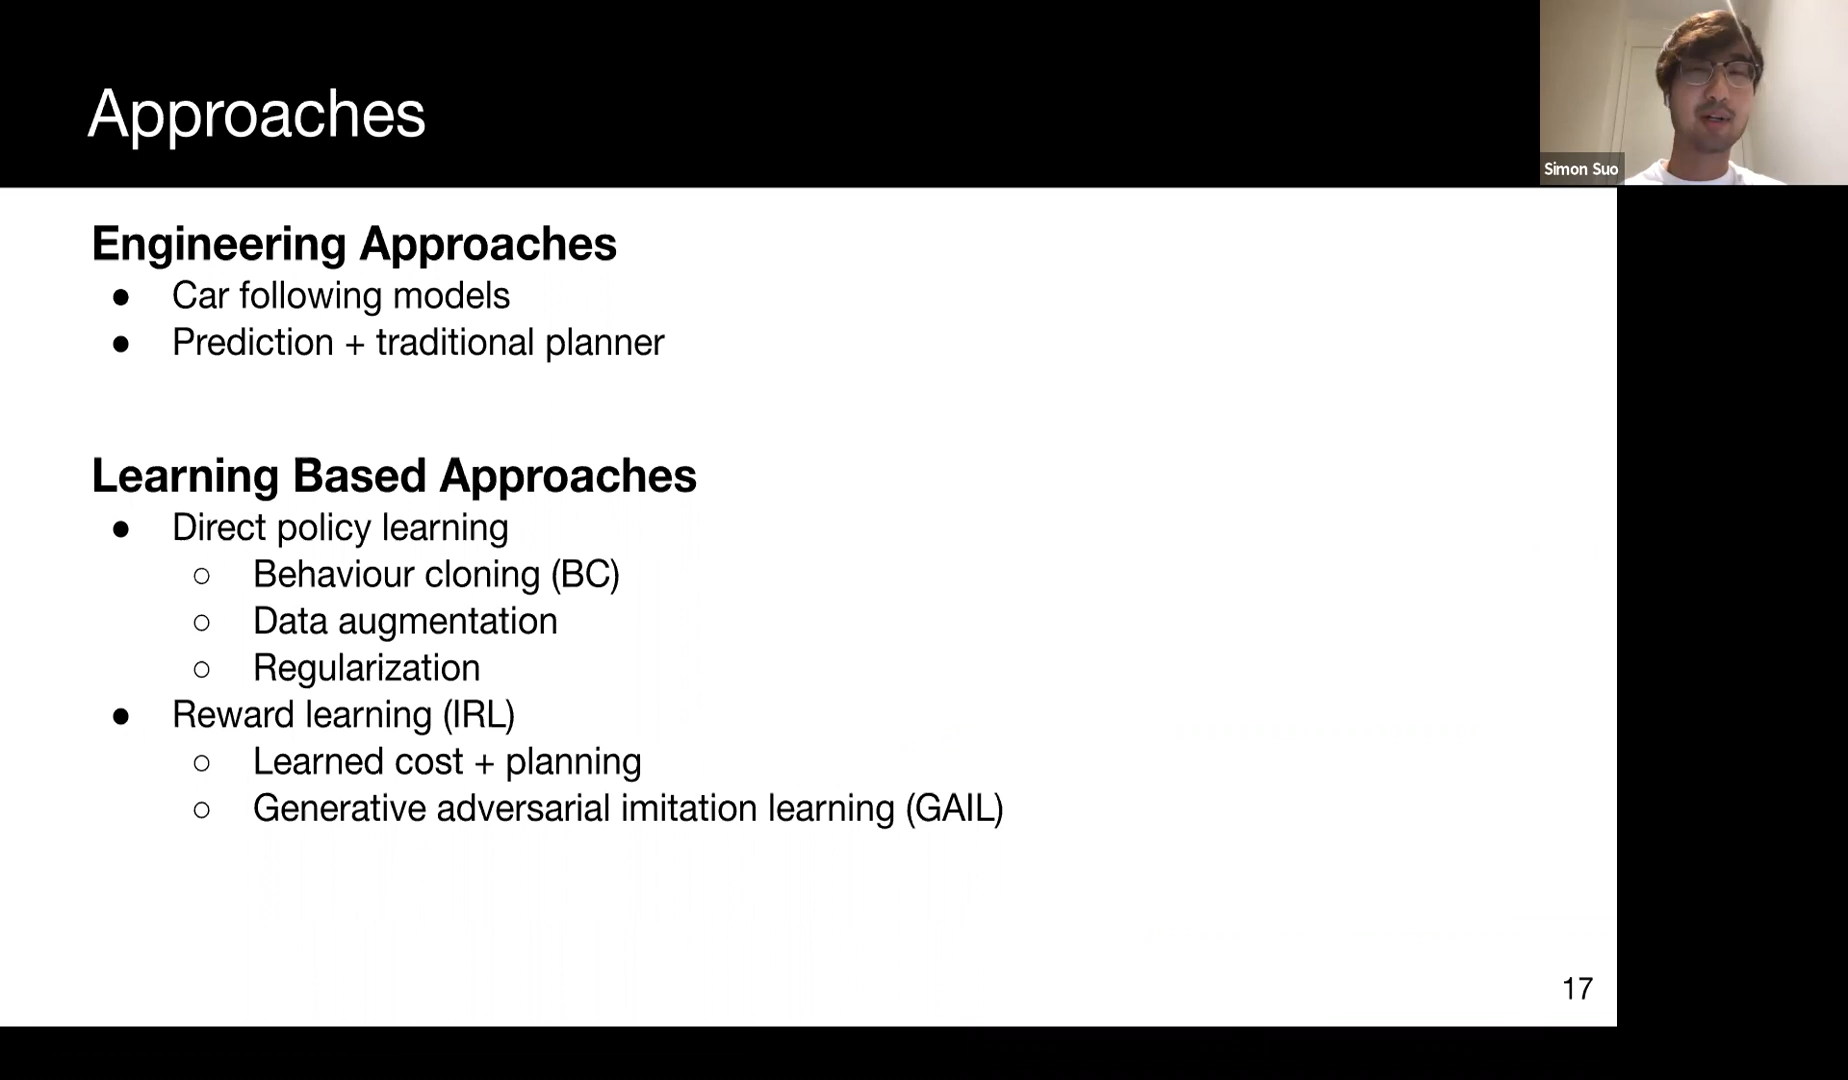 Approaches
Simon Suo
Engineering Approaches
● Car following models
● Prediction + traditional planner
Learning Based Approaches
● Direct policy learning
○ Behaviour cloning (BC)
○ Data augmentation
○ Regularization
● Reward learning (IRL)
○ Learned cost + planning
○ Generative adversarial imitation learning (GAIL)
17